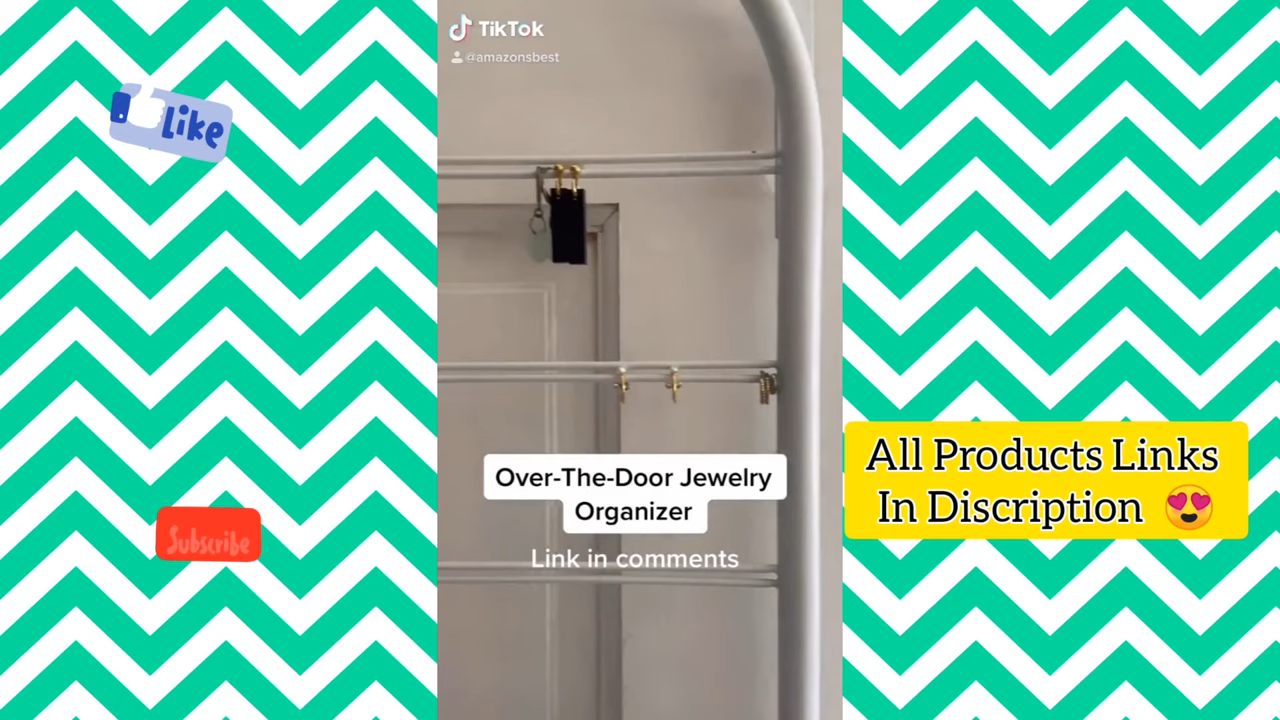 TikTok
@amazonsbest
Like
Over-The-Door Jewelry
Organizer
Link in comments
All Products Links
In Discription 😍
Subscribe